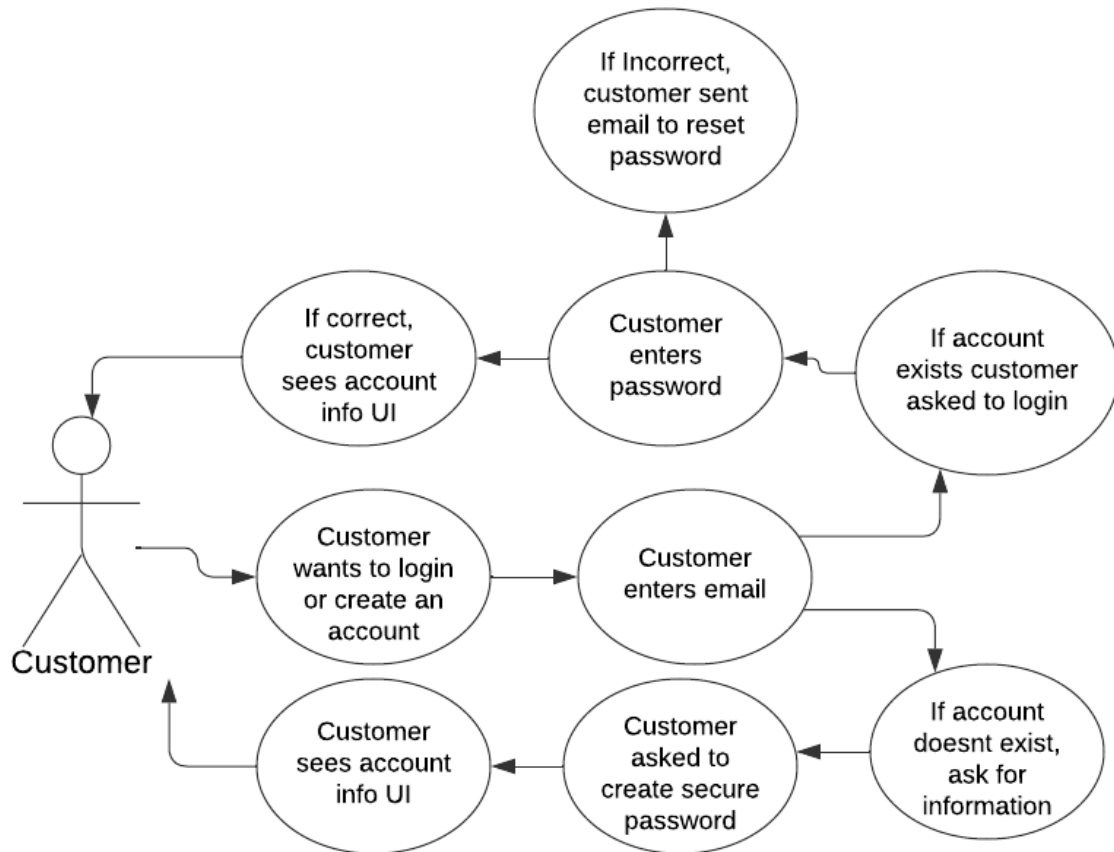 If Incorrect,
customer sent
email to reset
password
If correct,
customer
sees account
info UI
Customer
enters
password
If account
exists customer
asked to login
Customer
wants to login
or create an
account
Customer
enters email
Customer
Customer
sees account
info UI
Customer
asked to
create secure
password
If account
doesnt exist,
ask for
information